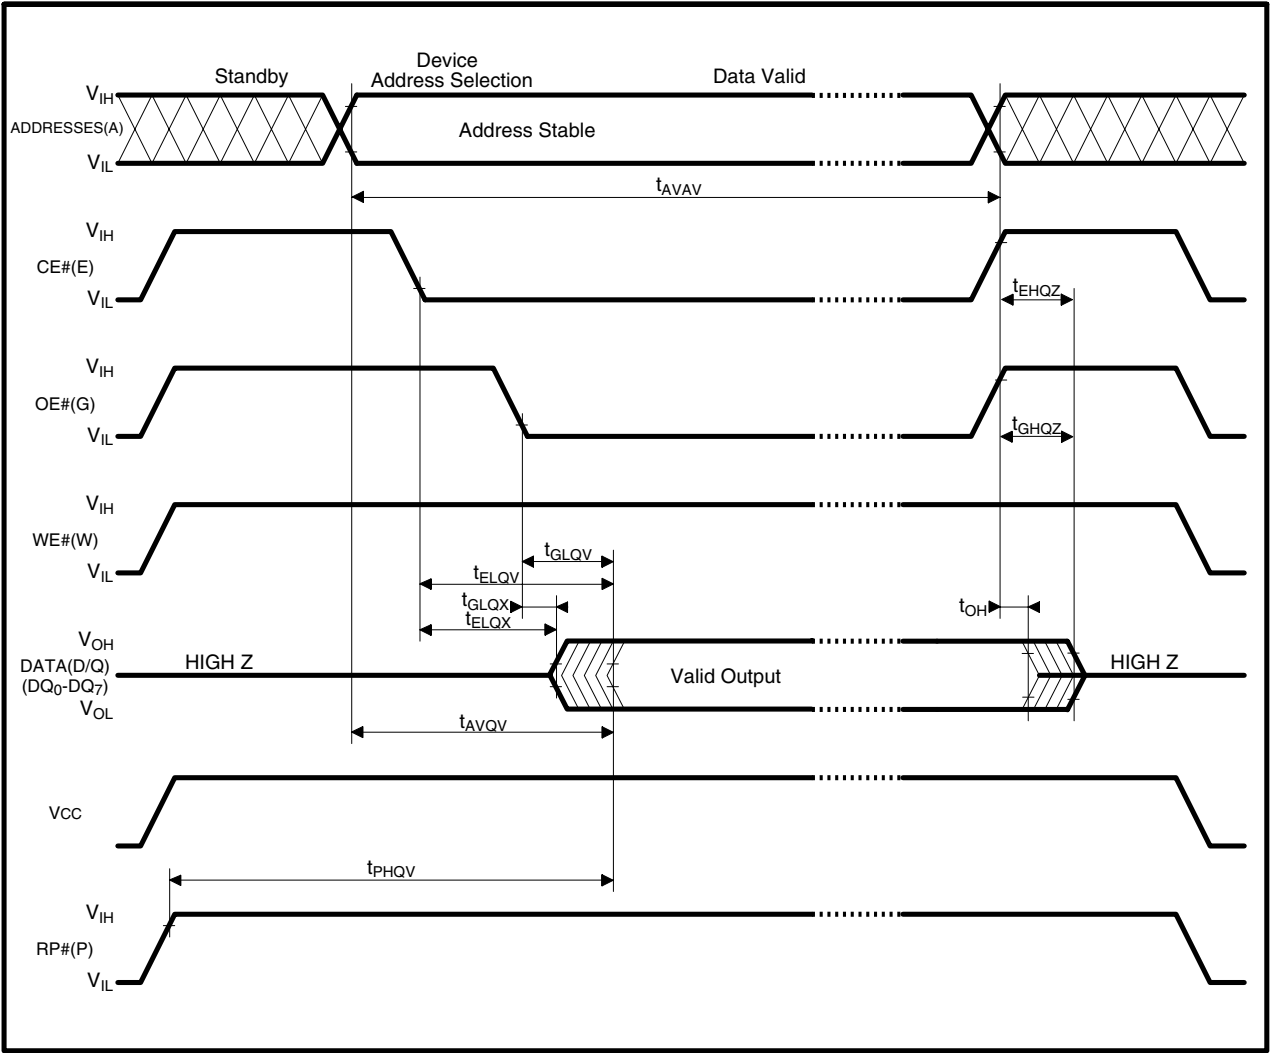 Standby
Device
Address Selection
Data Valid
VIH
ADDRESSES(A)
Address Stable
VIL
tAVAV
VIH
CE#(E)
VIL
tEHQZ
VIH
OE#(G)
VIL
tGHQZ
VIH
WE#(W)
VIL
tGLQV
tELQV
tGLQX
tOH
tELQX
VOH
DATA(D/Q)
(DQ0-DQ7)
VOL
HIGH Z
Valid Output
HIGH Z
tAVQV
VCC
tPHQV
VIH
RP#(P)
VIL